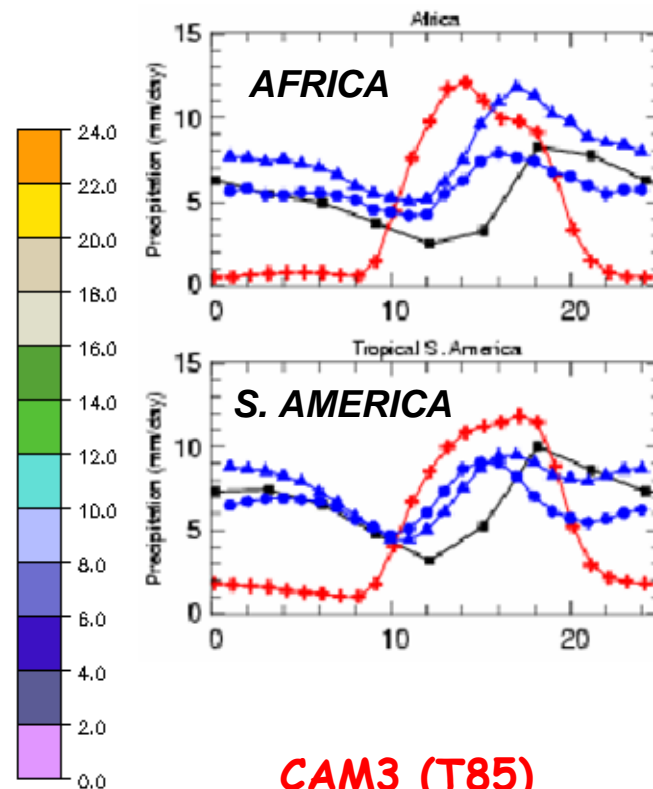 Africa
AFRICA
Precipitation (mm/day)
15
10
5
0
0 10 20
Tropical S. America
S. AMERICA
Precipitation (mm/day)
15
10
5
0
0 10 20
24.0
22.0
20.0
18.0
16.0
14.0
12.0
10.0
8.0
6.0
4.0
2.0
0.0
CAM3 (T85)